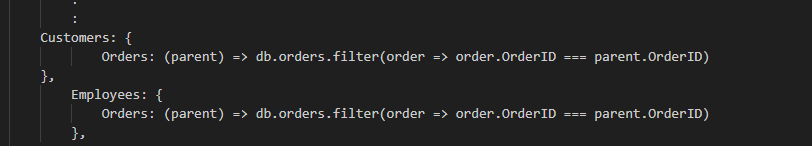 :
:
Customers: {
Orders: (parent) => db.orders.filter(order => order.OrderID === parent.OrderID)
},
Employees: {
Orders: (parent) => db.orders.filter(order => order.OrderID === parent.OrderID)
},